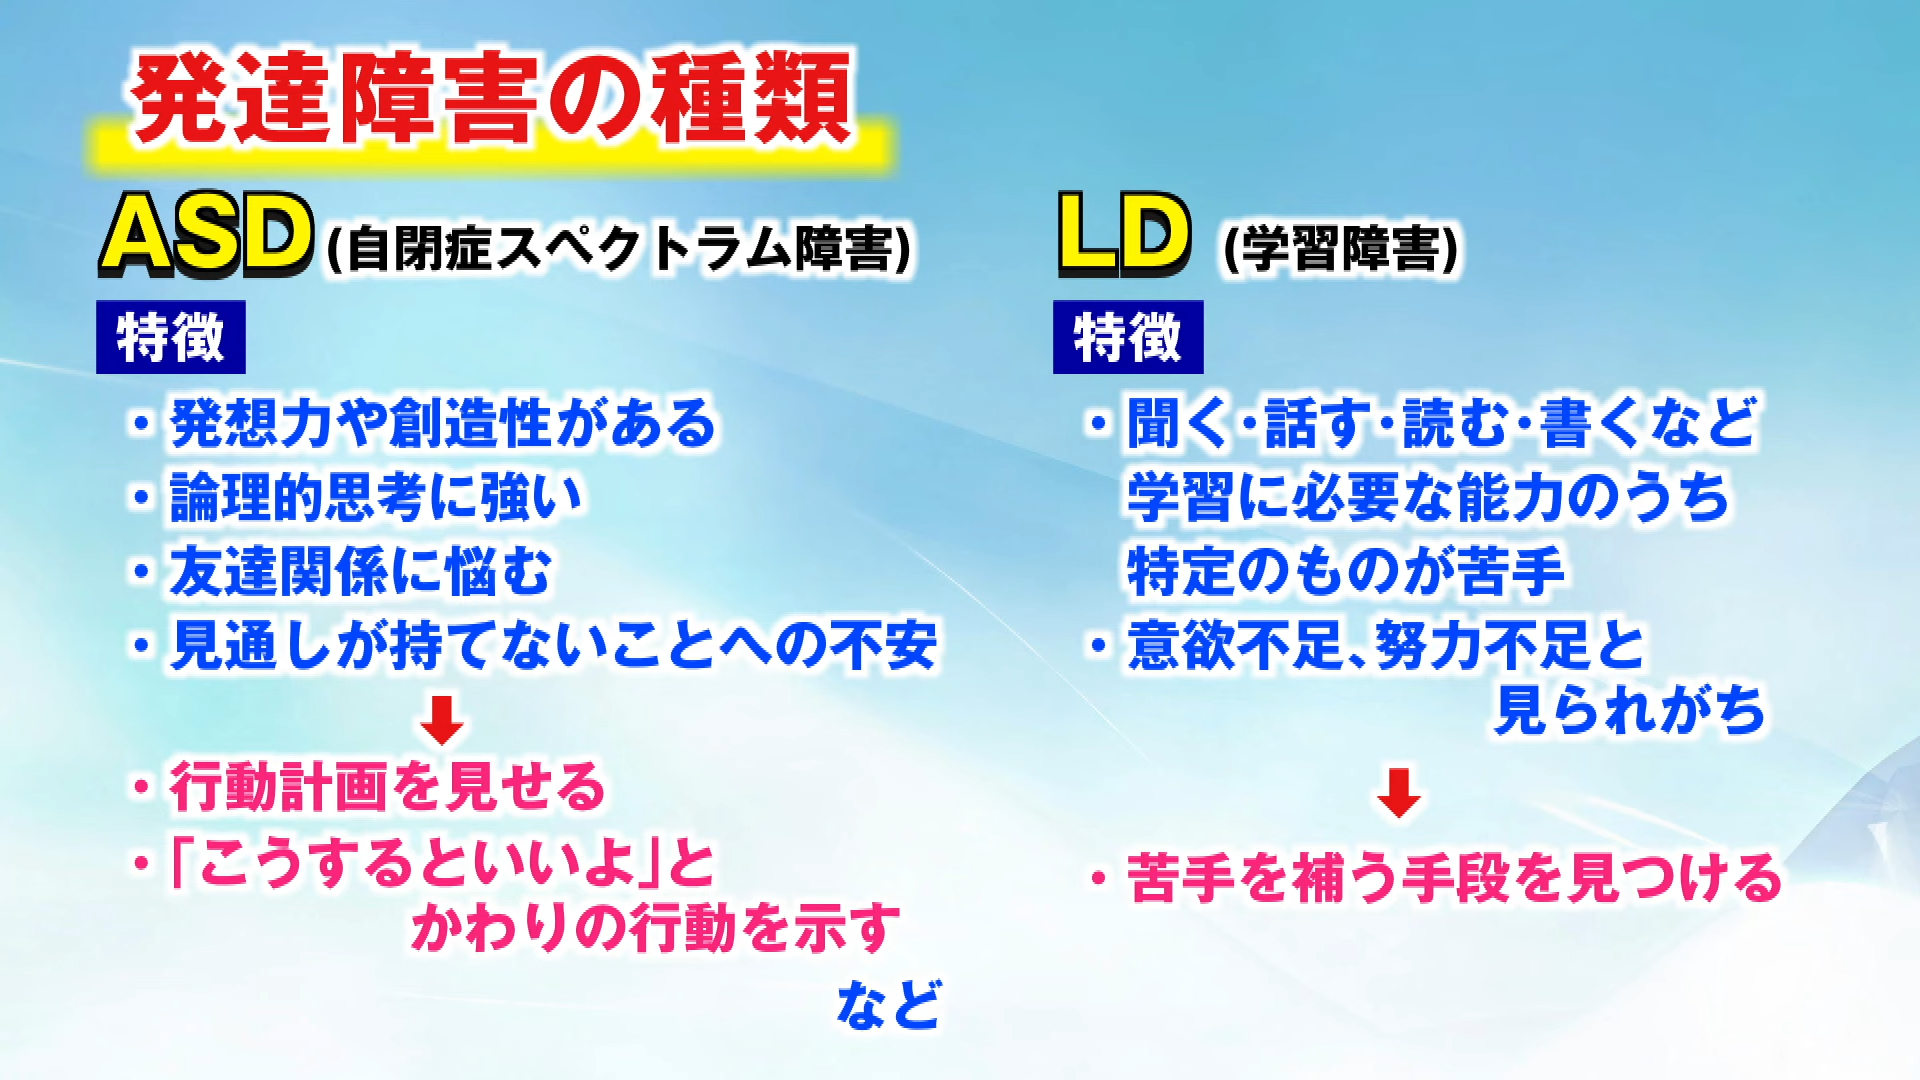 発達障害の種類
ASD (自閉症スペクトラム障害)
特徴
・発想力や創造性がある
・論理的思考に強い
・友達関係に悩む
・見通しが持てないことへの不安
・行動計画を見せる
・「こうするといいよ」と
かわりの行動を示す
など
LD (学習障害)
特徴
・聞く・話す・読む・書くなど
学習に必要な能力のうち
特定のものが苦手
・意欲不足、努力不足と
見られがち
・苦手を補う手段を見つける